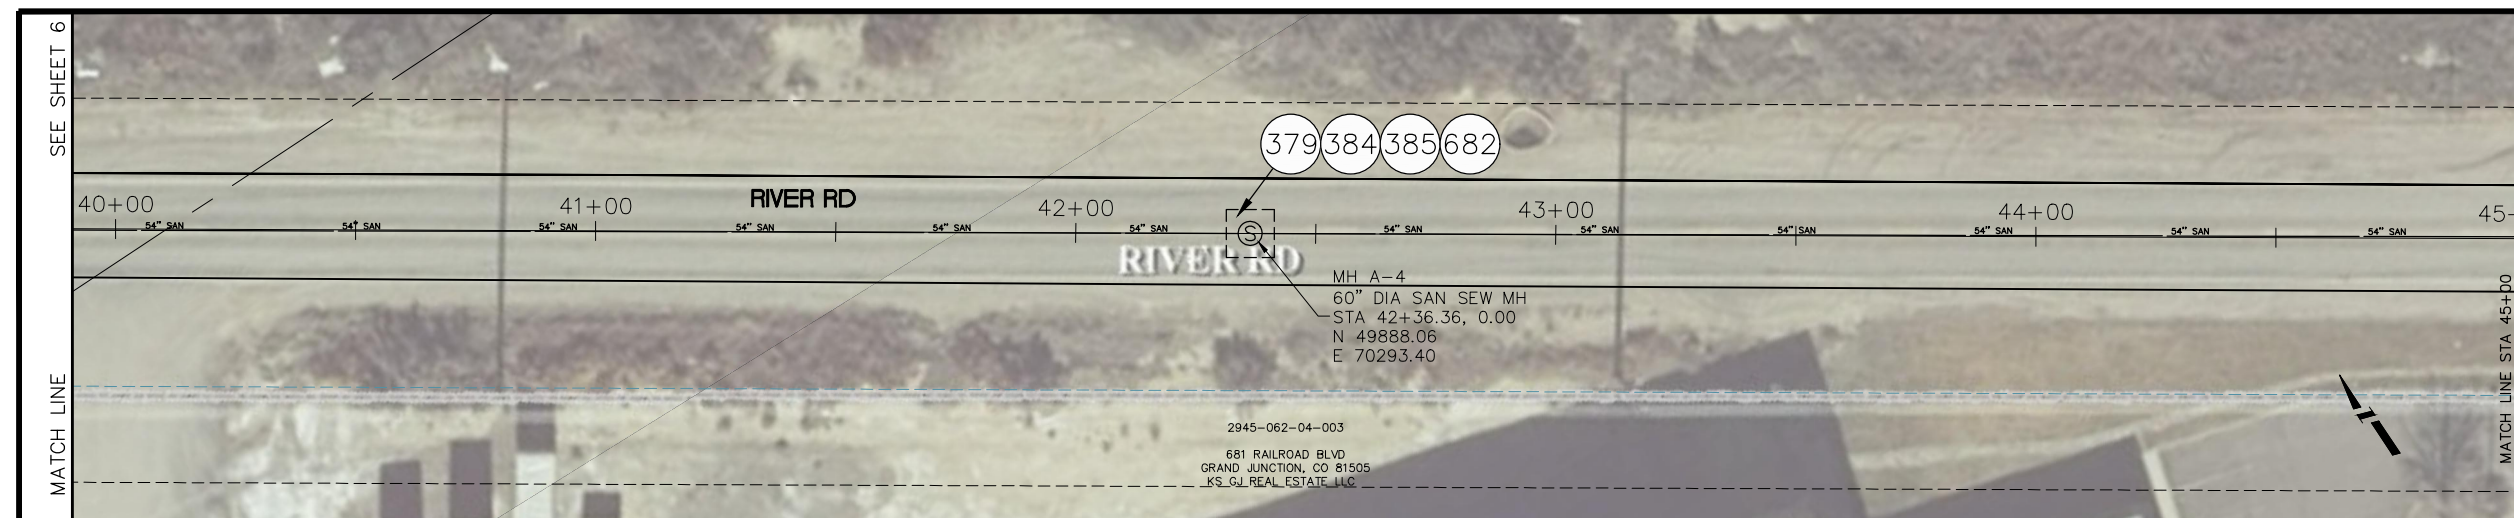 SEE SHEET 6
MATCH LINE
379 384 385 682
RIVER RD
40+00 41+00 42+00 43+00 44+00 45-
54" SAN 54" SAN 54" SAN 54" SAN 54" SAN 54" SAN S 54" SAN 54" SAN 54" SAN 54" SAN 54" SAN 54" SAN
RIVER RD
MH A-4
60" DIA SAN SEW MH
STA 42+36.36, 0.00
N 49888.06
E 70293.40
2945-062-04-003
681 RAILROAD BLVD
GRAND JUNCTION, CO 81505
KS GJ REAL ESTATE LLC
MATCH LINE STA 45+00